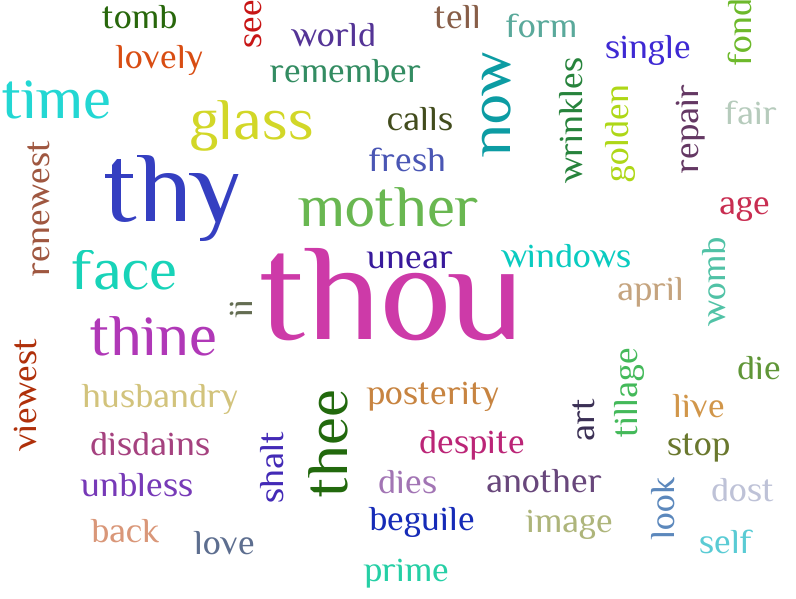 tomb
see
world
tell
form
single
fond
lovely
remember
time
glass
calls
now
wrinkles
golden
repair
fair
renewest
thy
fresh
mother
age
face
unear
windows
womb
thou
april
thine
viewest
husbandry
posterity
tillage
die
thee
art
live
disdains
shalt
despite
stop
unbless
dies
another
look
dost
back
love
beguile
image
self
prime